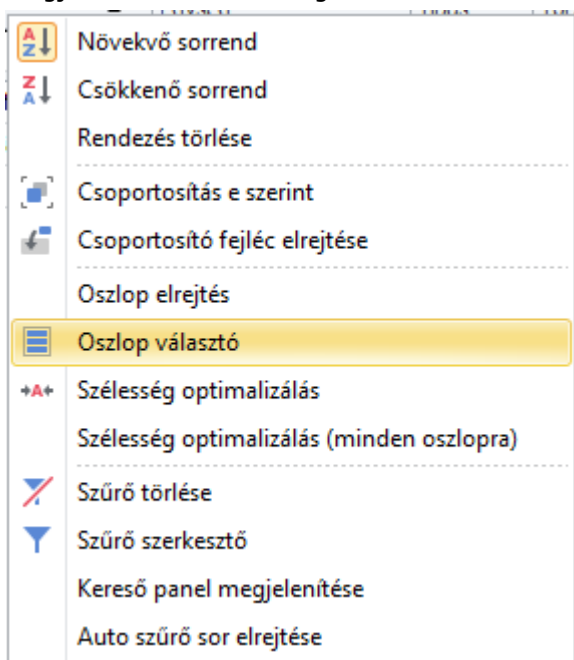 Növekvő sorrend
Csökkenő sorrend
Rendezés törlése
Csoportosítás e szerint
Csoportosító fejléc elrejtése
Oszlop elrejtés
Oszlop választó
Szélesség optimalizálás
Szélesség optimalizálás (minden oszlopra)
Szűrő törlése
Szűrő szerkesztő
Kereső panel megjelenítése
Auto szűrő sor elrejtése